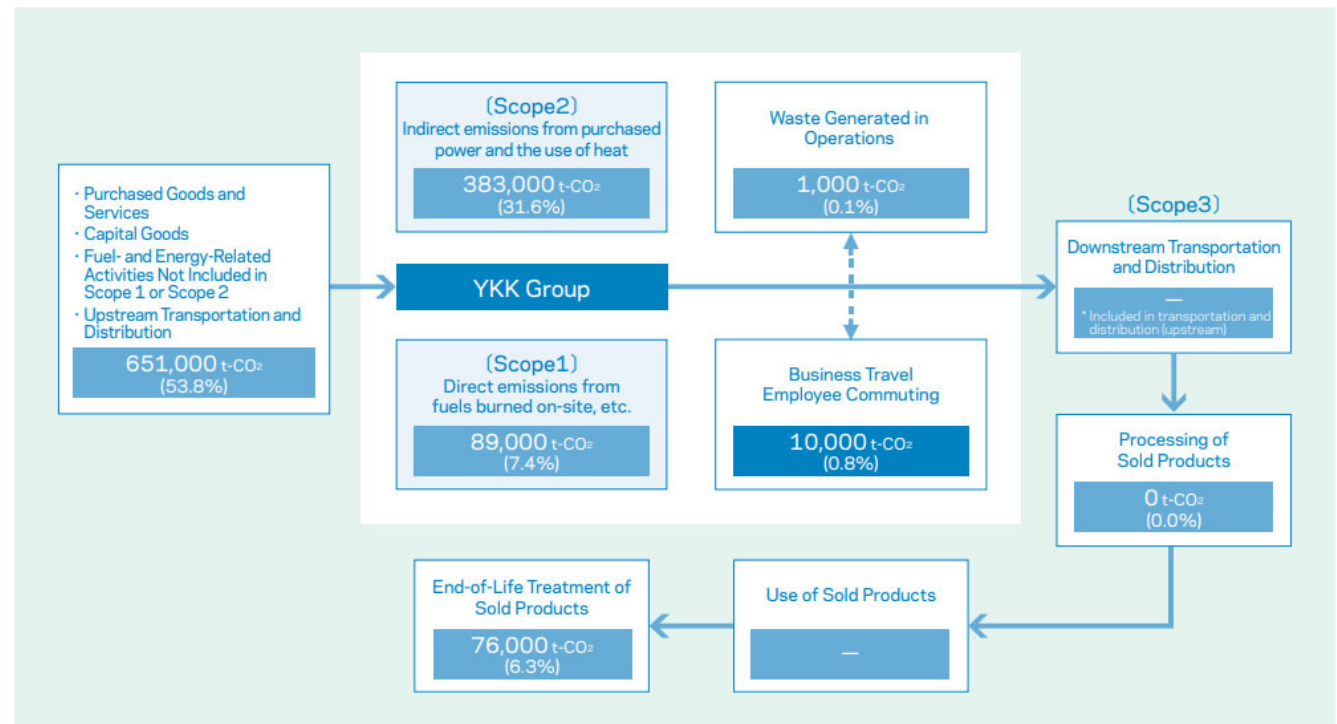 ・Purchased Goods and
Services
・Capital Goods
・Fuel- and Energy-Related
Activities Not Included in
Scope 1 or Scope 2
・Upstream Transportation and
Distribution
651,000 t-CO₂
(53.8%)
〔Scope2〕
Indirect emissions from purchased
power and the use of heat
383,000 t-CO₂
(31.6%)
YKK Group
〔Scope1〕
Direct emissions from
fuels burned on-site, etc.
89,000 t-CO₂
(7.4%)
Waste Generated in
Operations
1,000 t-CO₂
(0.1%)
Business Travel
Employee Commuting
10,000 t-CO₂
(0.8%)
〔Scope3〕
Downstream Transportation
and Distribution
—
* Included in transportation and
distribution (upstream)
Processing of
Sold Products
0 t-CO₂
(0.0%)
Use of Sold Products
—
End-of-Life Treatment of
Sold Products
76,000 t-CO₂
(6.3%)